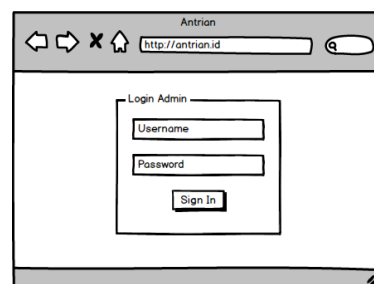 Antrian
http://antrian.id
Login Admin
Username
Password
Sign In